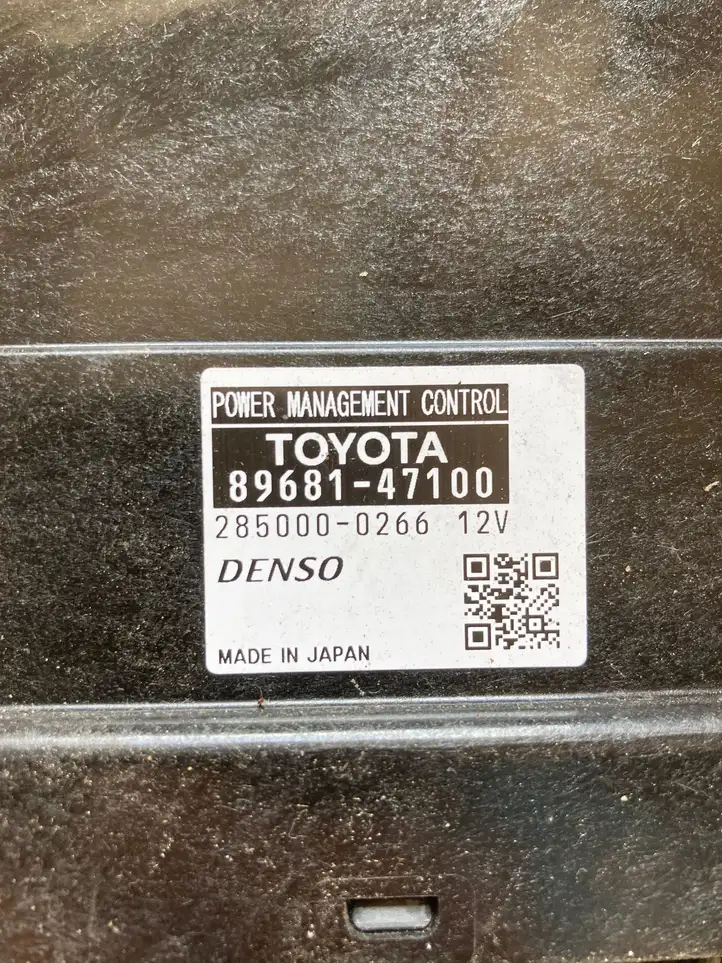 POWER MANAGEMENT CONTROL
TOYOTA
89681-47100
285000-0266 12V
DENSO
MADE IN JAPAN